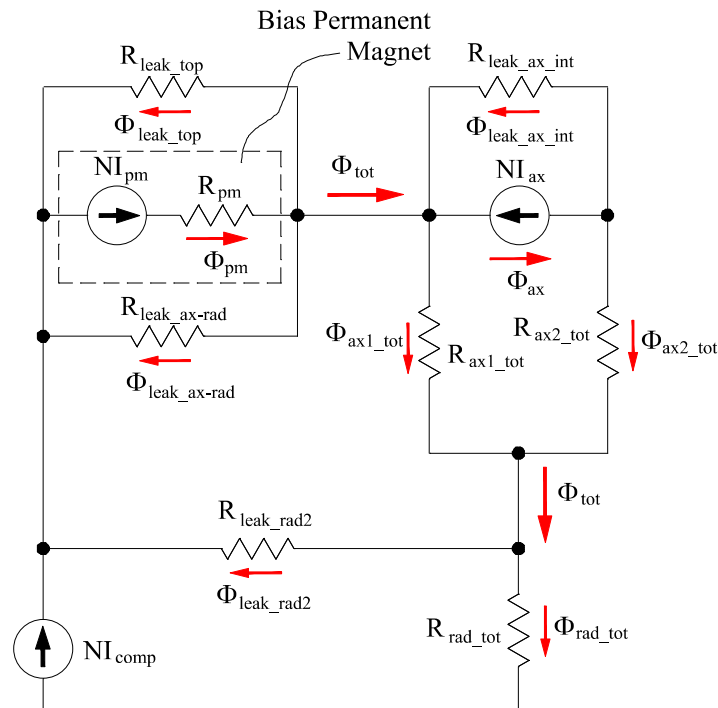 Bias Permanent
Magnet
R leak_top
Φ leak_top
R leak_ax_int
Φ leak_ax_int
NI pm
R pm
Φ pm
Φ tot
NI ax
Φ ax
R leak_ax-rad
Φ leak_ax-rad
Φ ax1_tot
R ax1_tot
R ax2_tot
Φ ax2_tot
Φ tot
R leak_rad2
Φ leak_rad2
NI comp
R rad_tot
Φ rad_tot